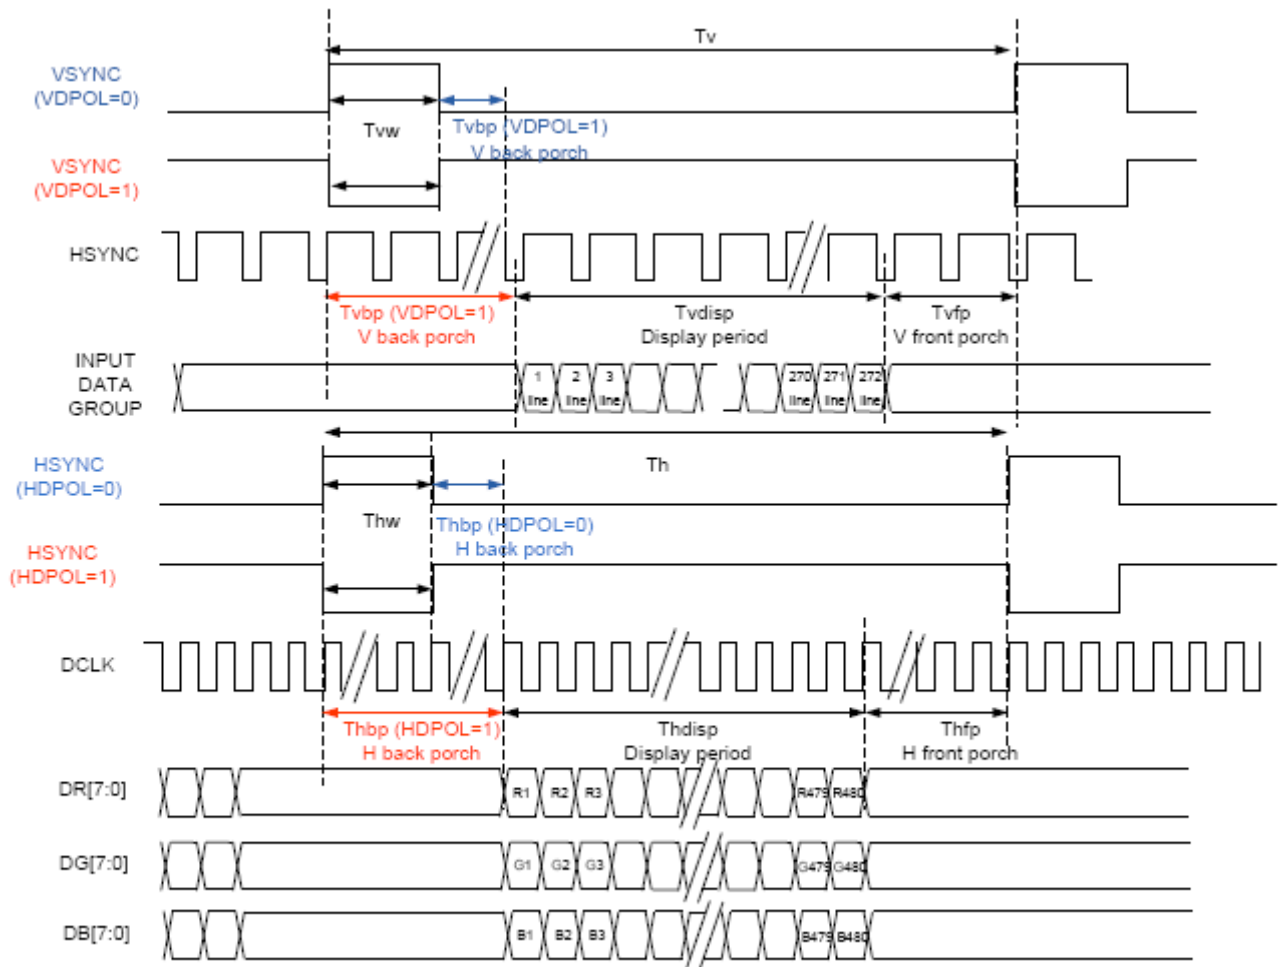 Tv
VSYNC
(VDPOL=0)
Tvw
Tvbp (VDPOL=1)
V back porch
VSYNC
(VDPOL=1)
HSYNC
Tvbp (VDPOL=1)
V back porch
Tvdisp
Display period
Tvfp
V front porch
INPUT
DATA
GROUP
1 2 3 270 271 272
line line line line line line
HSYNC
(HDPOL=0)
Th
Thw
Thbp (HDPOL=0)
H back porch
HSYNC
(HDPOL=1)
DCLK
Thbp (HDPOL=1)
H back porch
Thdisp
Display period
Thfp
H front porch
DR[7:0]
R1 R2 R3 R479 R480
DG[7:0]
G1 G2 G3 G479 G480
DB[7:0]
B1 B2 B3 B479 B480